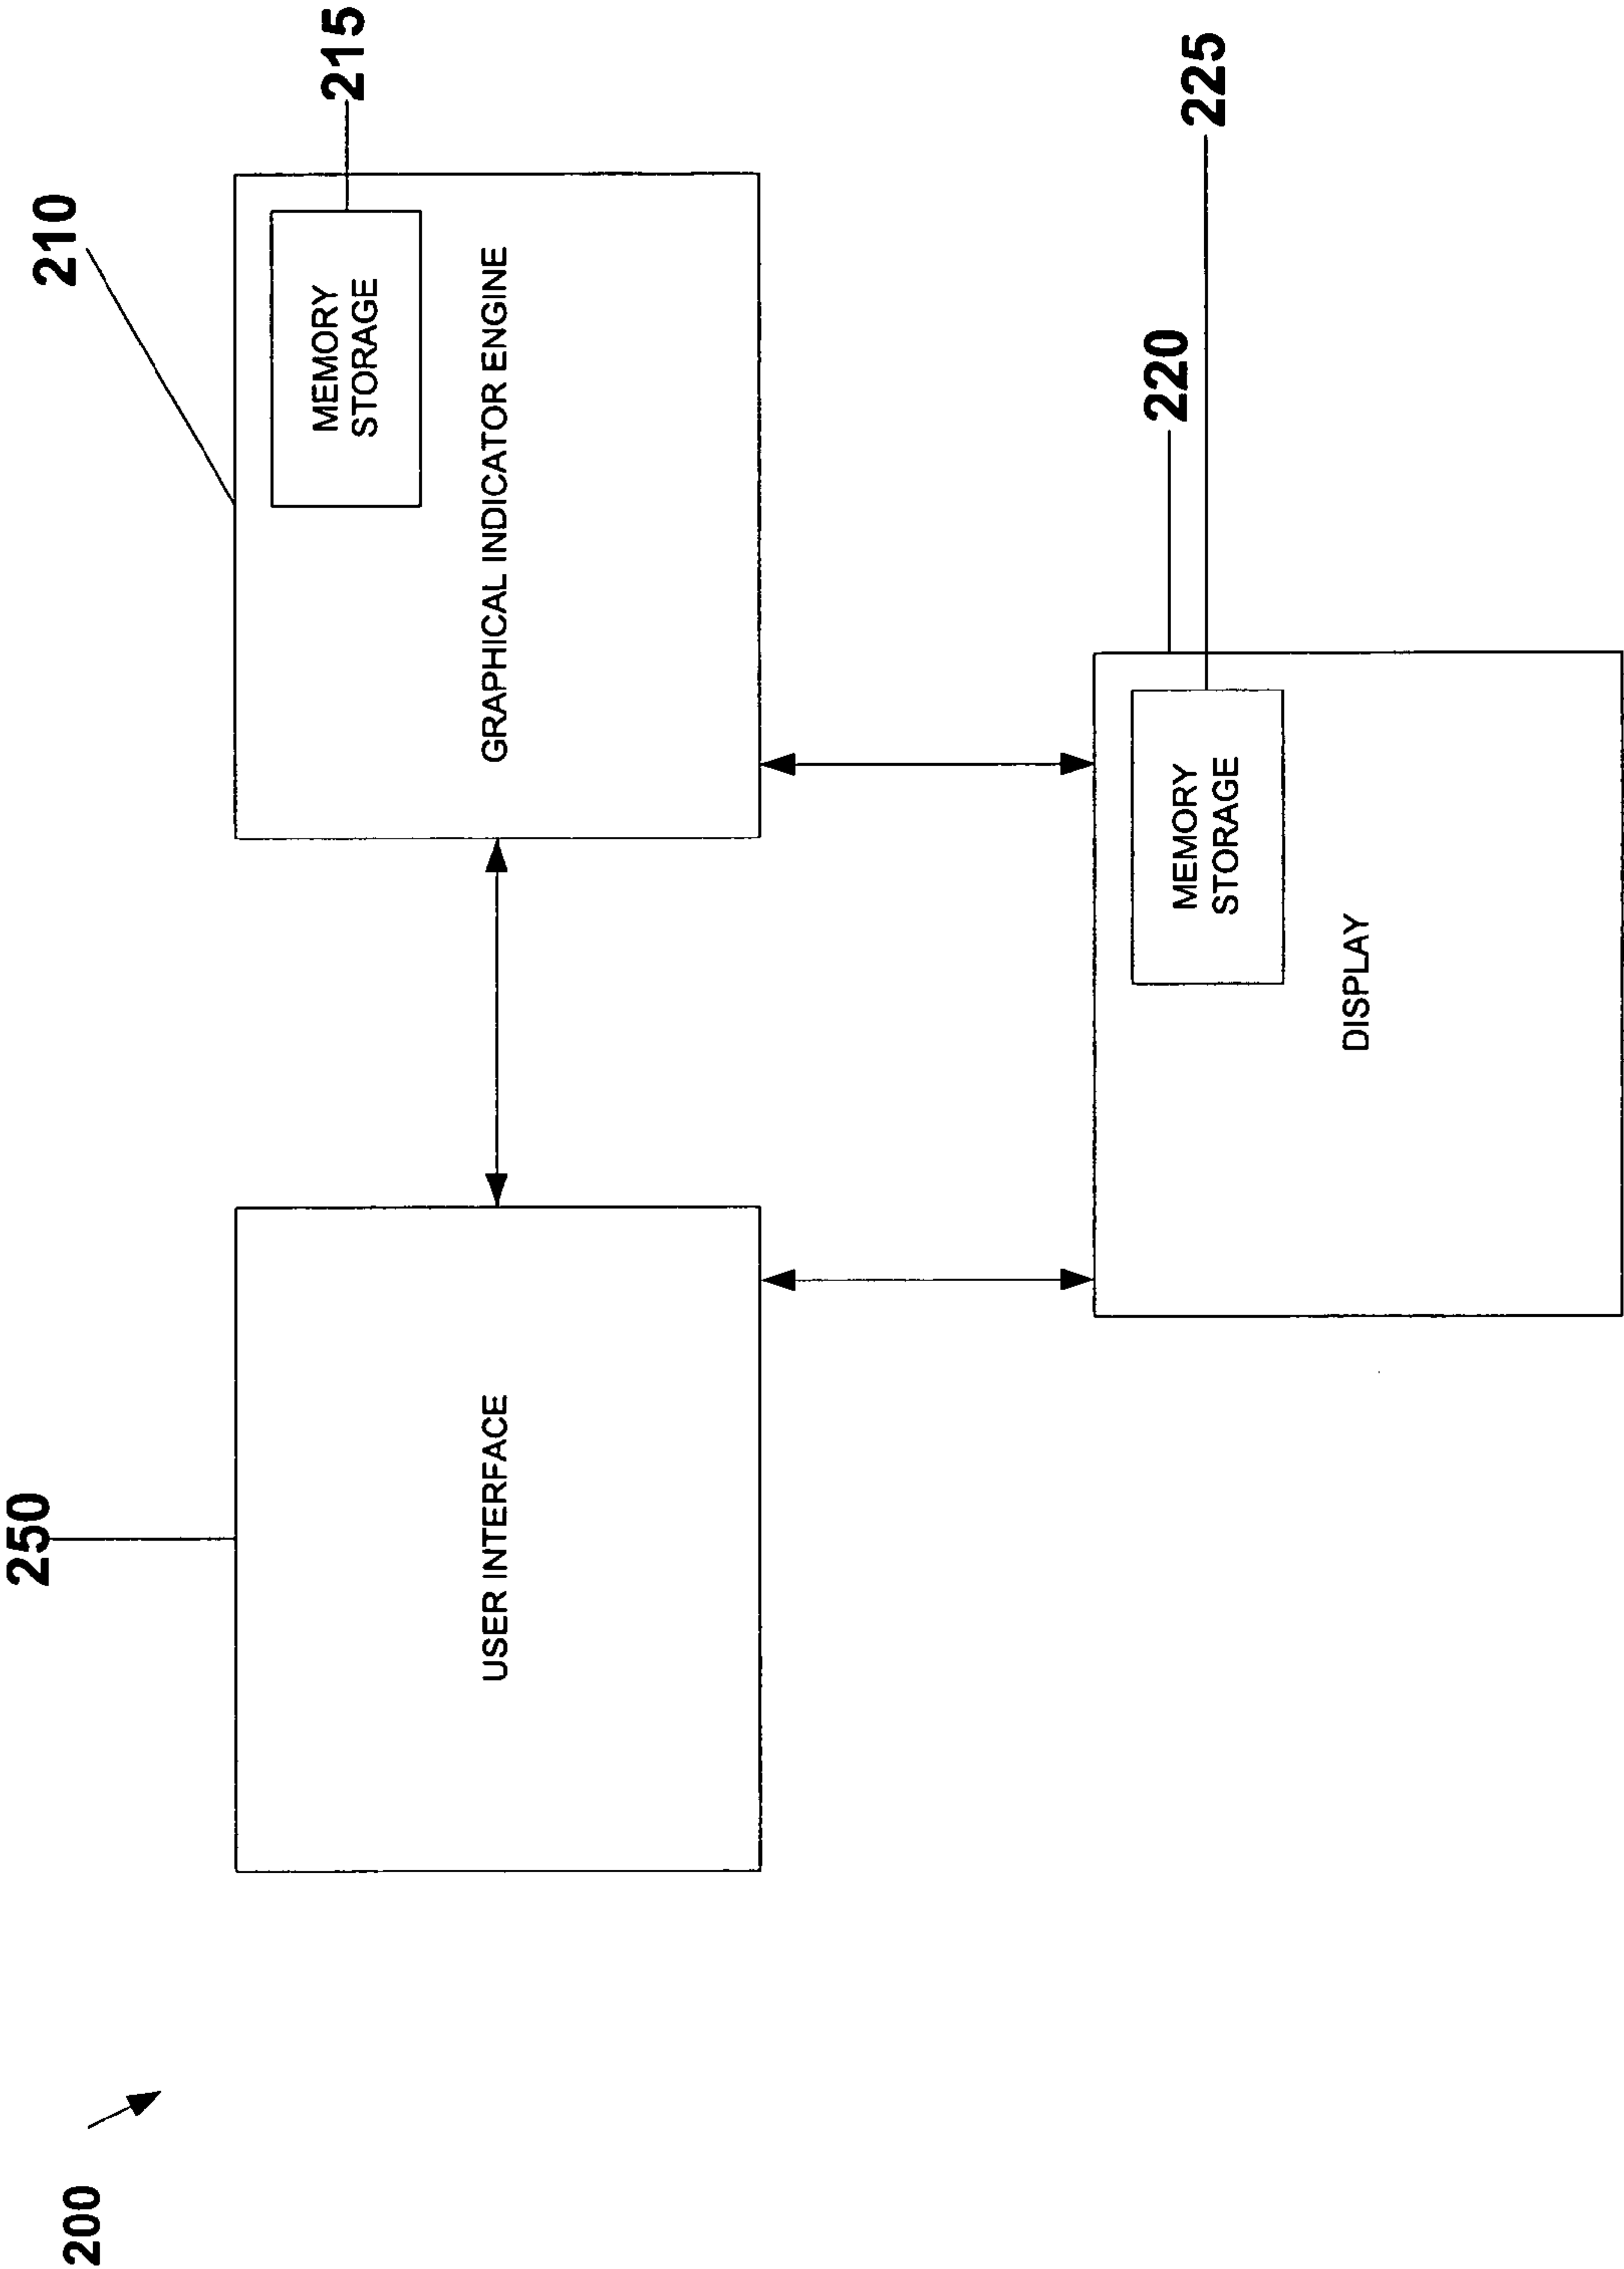 250
210
200
MEMORY
STORAGE
215
USER INTERFACE
GRAPHICAL INDICATOR ENGINE
220
MEMORY
STORAGE
225
DISPLAY